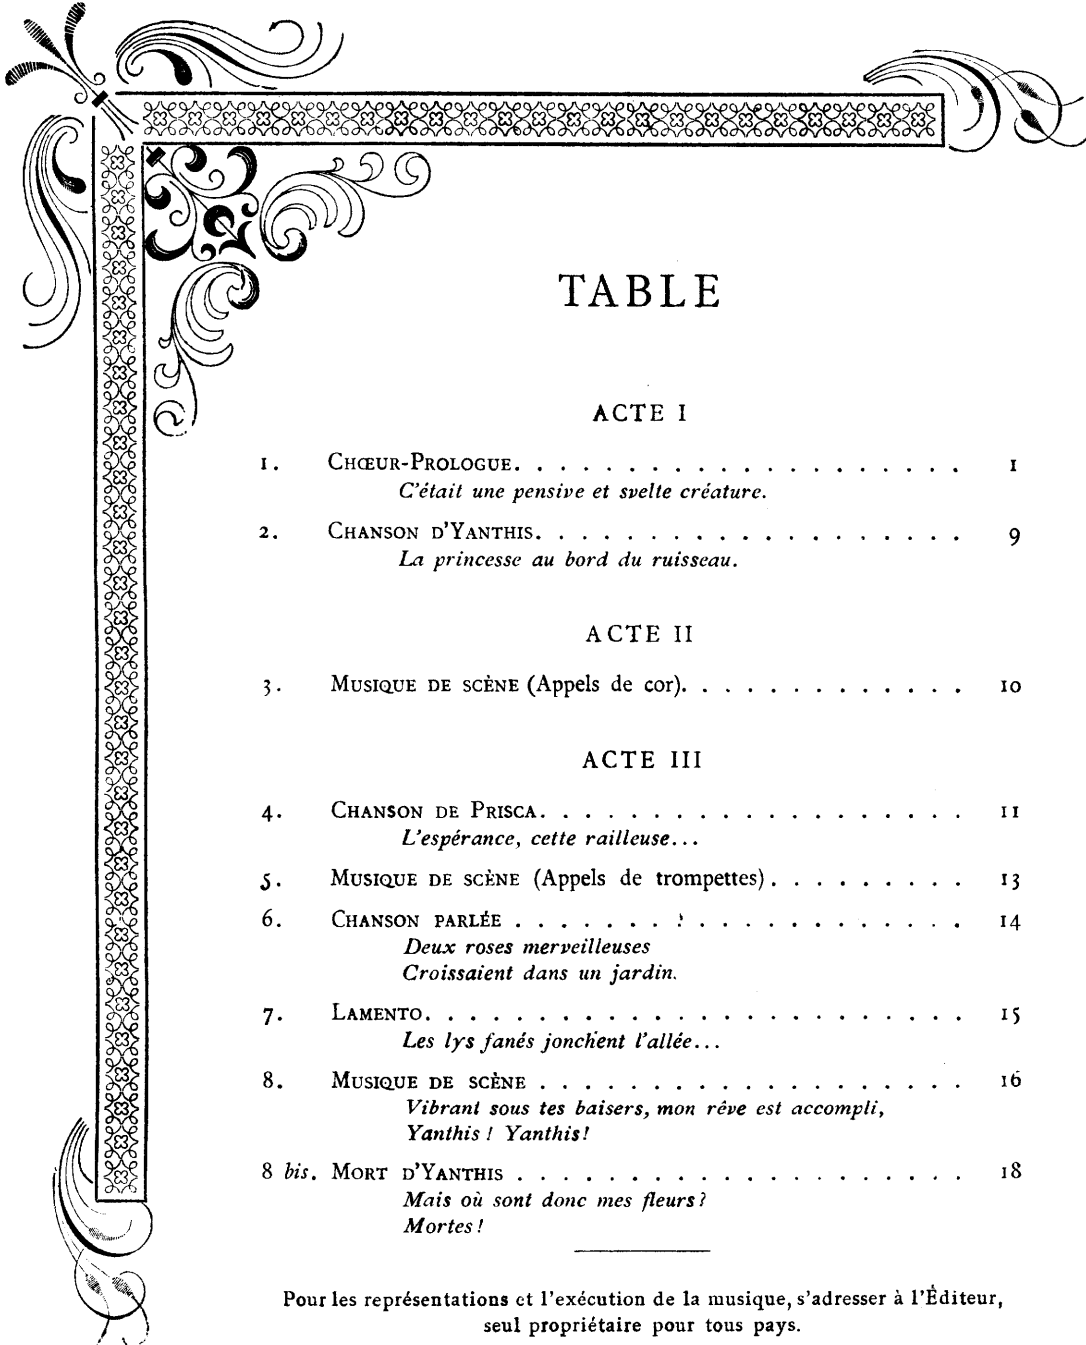 TABLE
ACTE I
1. CHŒUR-PROLOGUE. . . . . . . . . . . . . . . . . . . . . 1
C'était une pensive et svelte créature.
2. CHANSON D'YANTHIS. . . . . . . . . . . . . . . . . . . . 9
La princesse au bord du ruisseau.
ACTE II
3. MUSIQUE DE SCÈNE (Appels de cor). . . . . . . . . . . . . 10
ACTE III
4. CHANSON DE PRISCA. . . . . . . . . . . . . . . . . . . . 11
L'espérance, cette railleuse...
5. MUSIQUE DE SCÈNE (Appels de trompettes) . . . . . . . . . 13
6. CHANSON PARLÉE . . . . . . . . . . . . . . . . . . . . 14
Deux roses merveilleuses
Croissaient dans un jardin.
7. LAMENTO. . . . . . . . . . . . . . . . . . . . . . . . 15
Les lys fanés jonchent l'allée...
8. MUSIQUE DE SCÈNE . . . . . . . . . . . . . . . . . . . 16
Vibrant sous tes baisers, mon rêve est accompli,
Yanthis ! Yanthis !
8 bis. MORT D'YANTHIS . . . . . . . . . . . . . . . . . . . . 18
Mais où sont donc mes fleurs ?
Mortes !
Pour les représentations et l'exécution de la musique, s'adresser à l'Éditeur,
seul propriétaire pour tous pays.